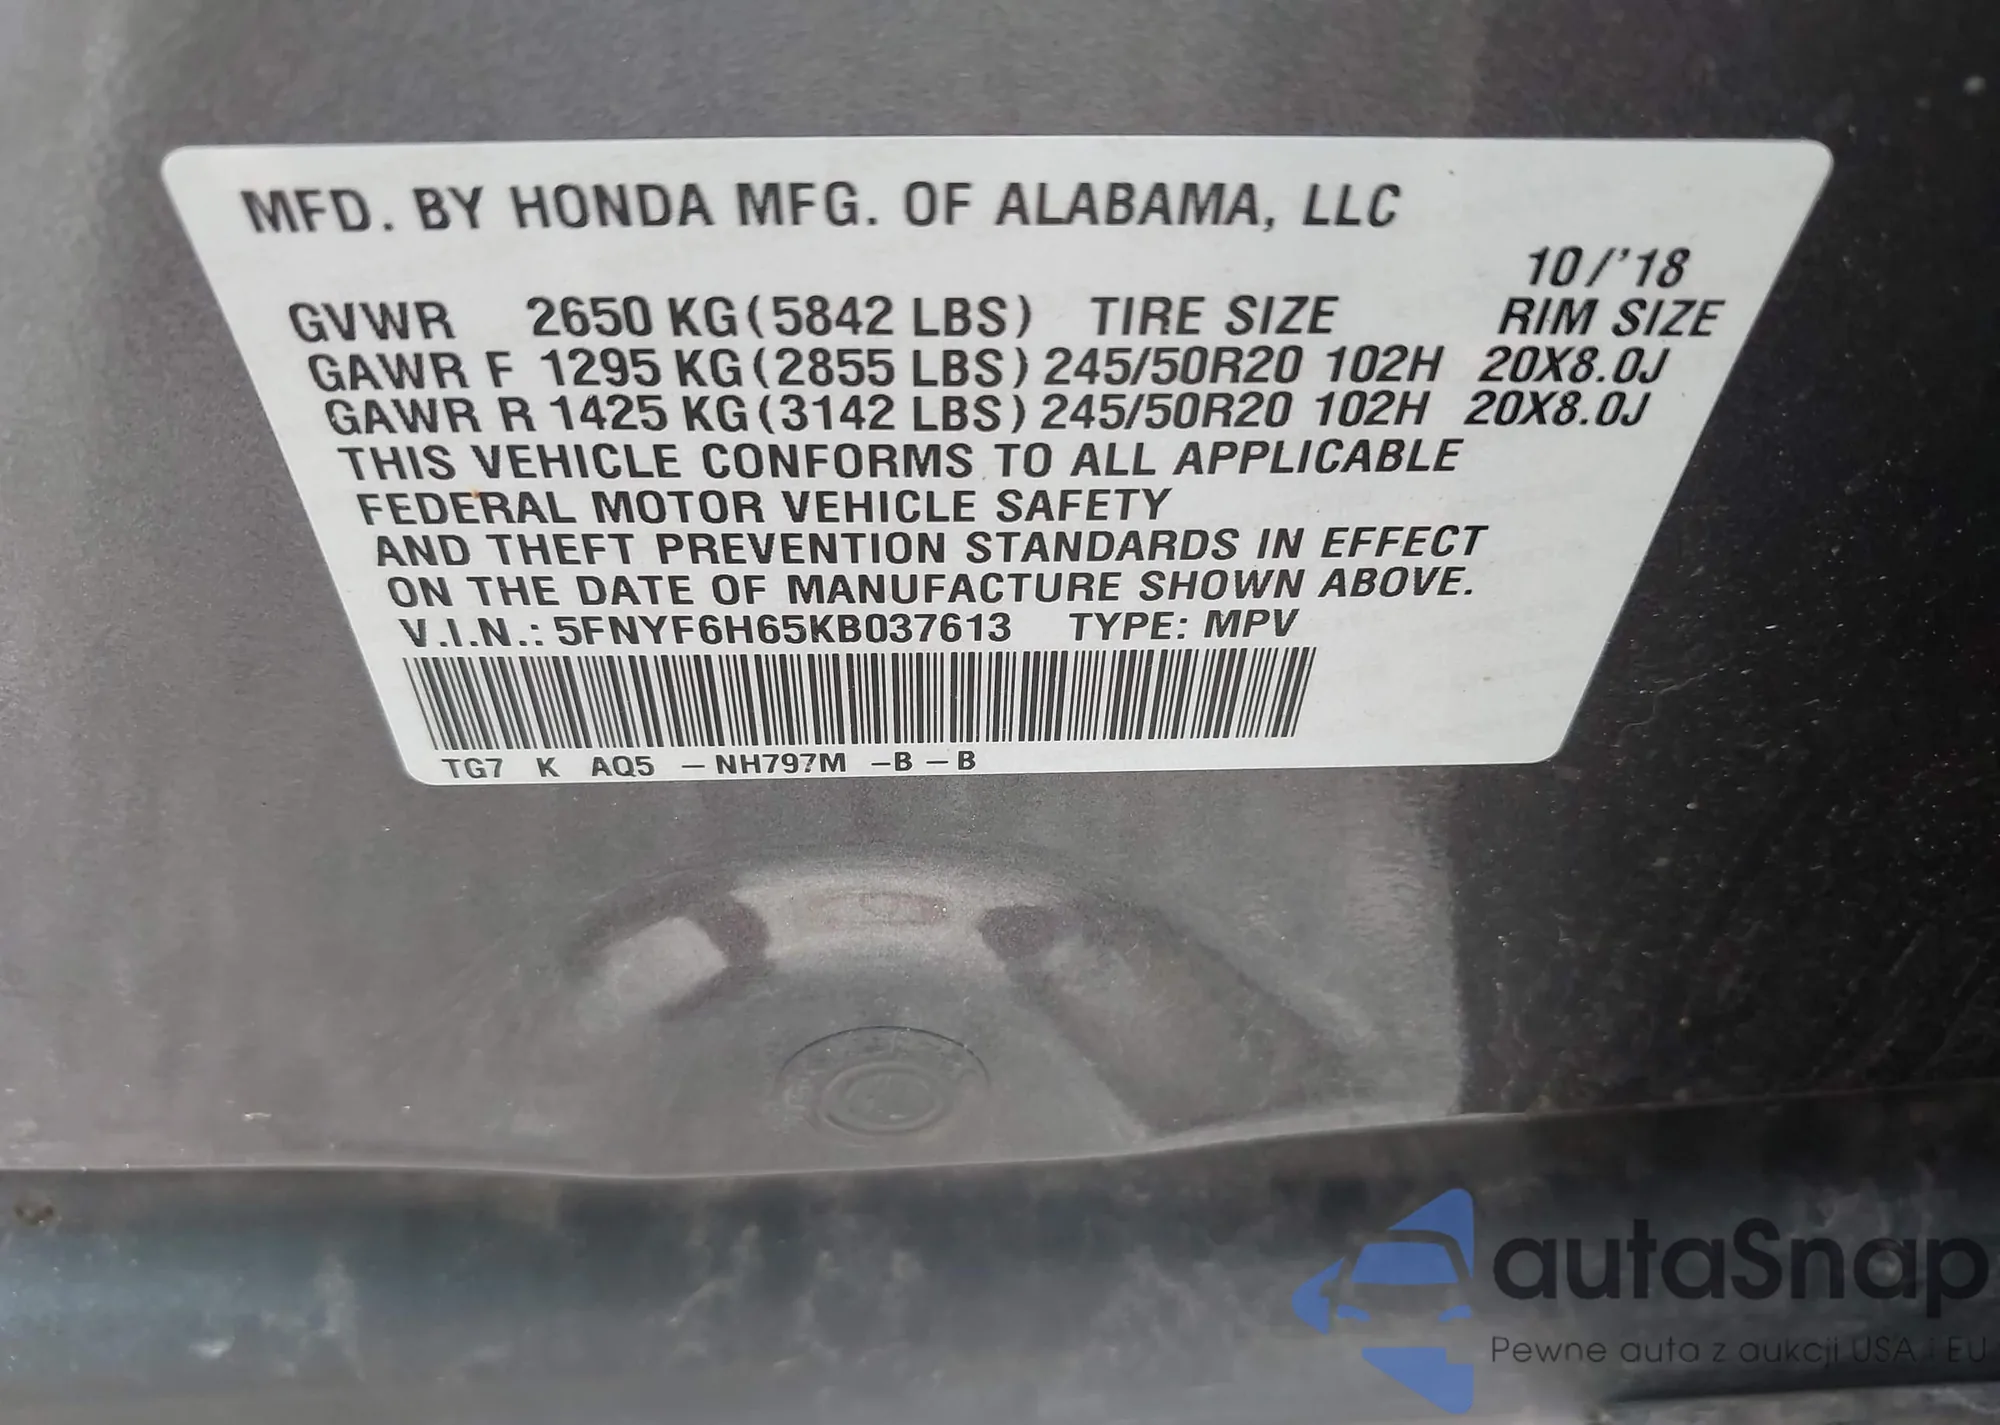 MFD. BY HONDA MFG. OF ALABAMA, LLC
10/'18
GVWR 2650 KG (5842 LBS) TIRE SIZE RIM SIZE
GAWR F 1295 KG (2855 LBS) 245/50R20 102H 20X8.0J
GAWR R 1425 KG (3142 LBS) 245/50R20 102H 20X8.0J
THIS VEHICLE CONFORMS TO ALL APPLICABLE
FEDERAL MOTOR VEHICLE SAFETY
AND THEFT PREVENTION STANDARDS IN EFFECT
ON THE DATE OF MANUFACTURE SHOWN ABOVE.
V.I.N.: 5FNYF6H65KB037613 TYPE: MPV
TG7 K AQ5 -NH797M -B-B
autaSnap
Pewne auta z aukcji USA i EU